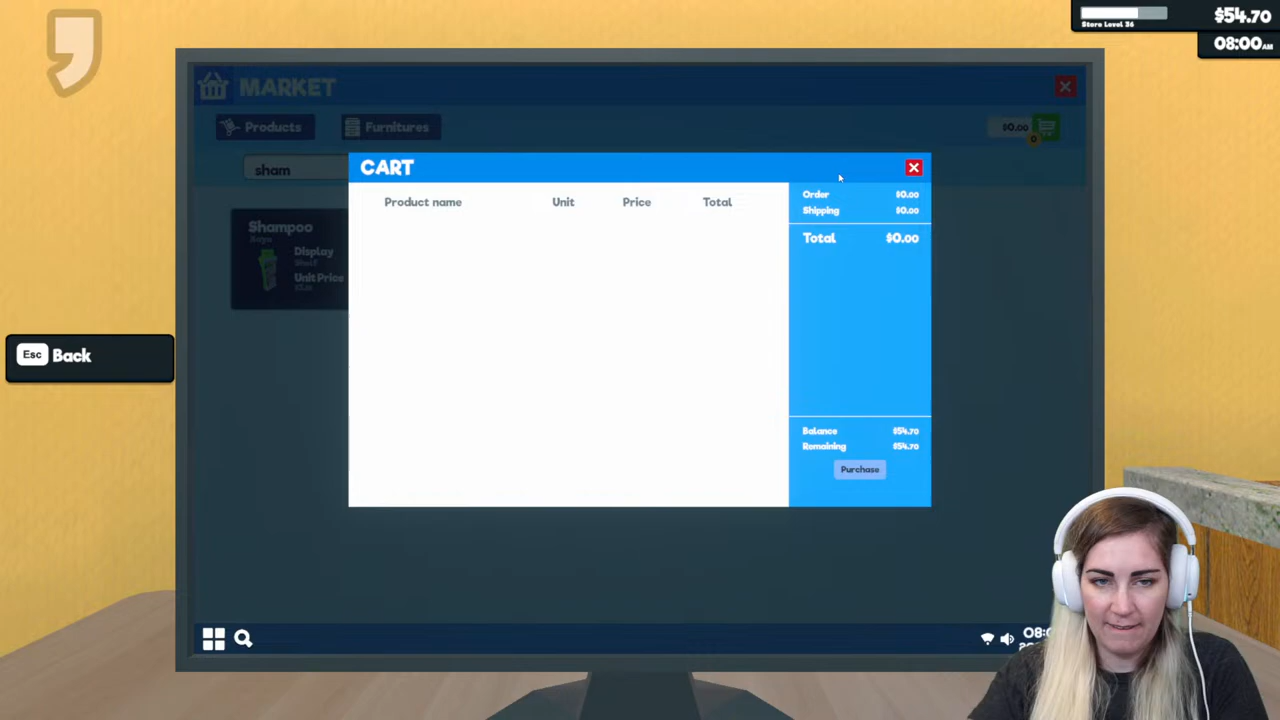 $54.70
Store Level 36
08:00AM
MARKET
Products
Furnitures
$0.00
0
sham
CART
Product name
Unit
Price
Total
Order
$0.00
Shipping
$0.00
Total
$0.00
Shampoo
Display
Shelf
Unit Price
Esc
Back
Balance
$54.70
Remaining
$54.70
Purchase